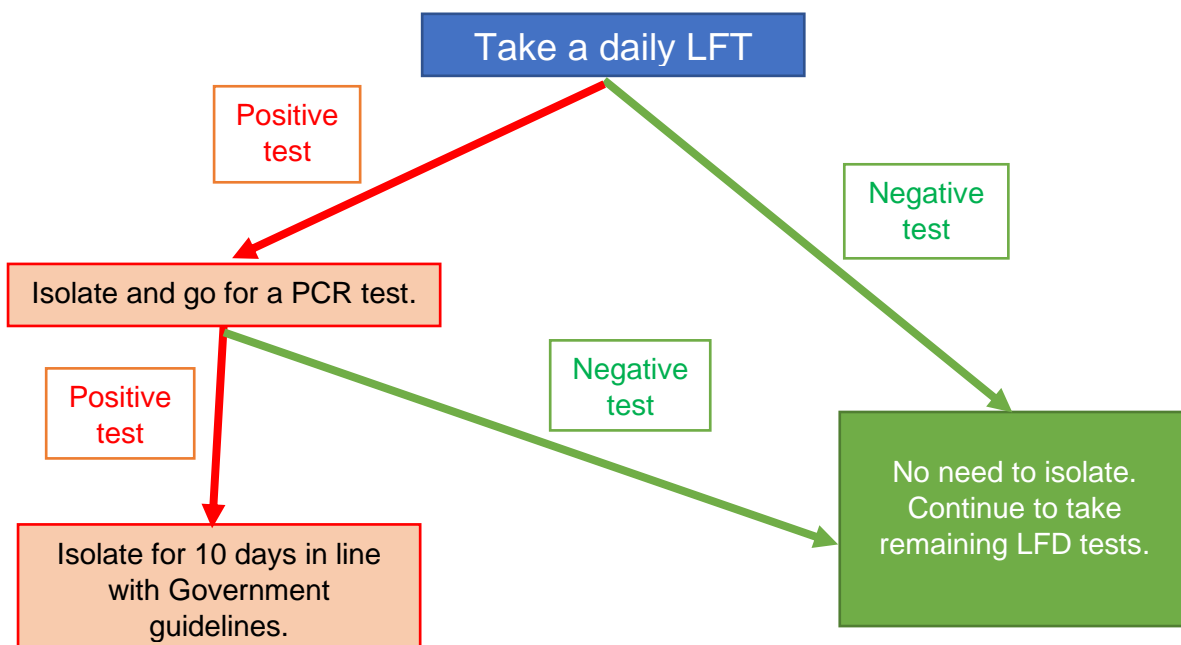 Take a daily LFT
Positive
test
Negative
test
Isolate and go for a PCR test.
Positive
test
Negative
test
No need to isolate.
Continue to take
remaining LFD tests.
Isolate for 10 days in line
with Government
guidelines.